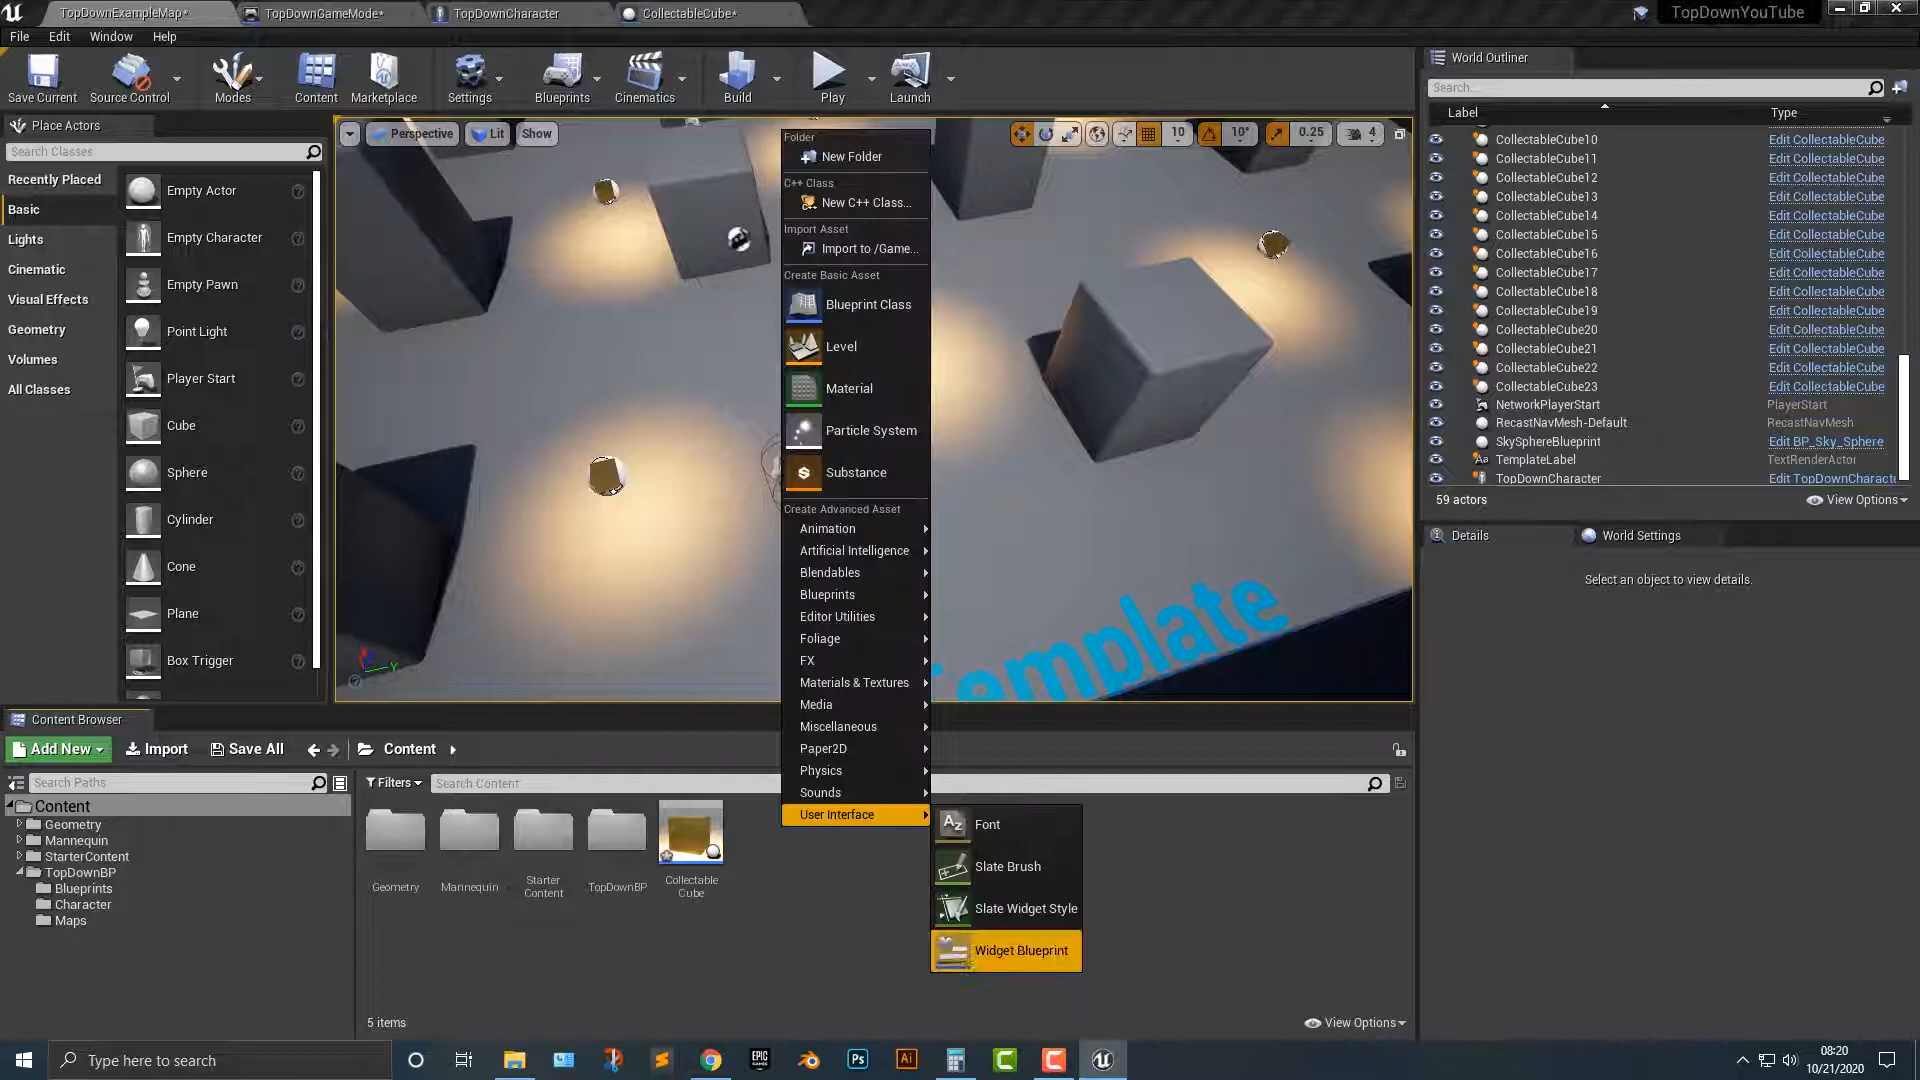 TopDownExampleMap*
TopDownGameMode*
TopDownCharacter
CollectableCube*
TopDownYouTube
File
Edit
Window
Help
Save Current
Source Control
Modes
Content
Marketplace
Settings
Blueprints
Cinematics
Build
Play
Launch
Place Actors
Search Classes
Recently Placed
Basic
Lights
Cinematic
Visual Effects
Geometry
Volumes
All Classes
Empty Actor
Empty Character
Empty Pawn
Point Light
Player Start
Cube
Sphere
Cylinder
Cone
Plane
Box Trigger
Perspective
Lit
Show
10
10°
0.25
4
Template
Folder
New Folder
C++ Class
New C++ Class...
Import Asset
Import to /Game...
Create Basic Asset
Blueprint Class
Level
Material
Particle System
Substance
Create Advanced Asset
Animation
Artificial Intelligence
Blendables
Blueprints
Editor Utilities
Foliage
FX
Materials & Textures
Media
Miscellaneous
Paper2D
Physics
Sounds
User Interface
Font
Slate Brush
Slate Widget Style
Widget Blueprint
World Outliner
Search...
Label
Type
CollectableCube10 Edit CollectableCube
CollectableCube11 Edit CollectableCube
CollectableCube12 Edit CollectableCube
CollectableCube13 Edit CollectableCube
CollectableCube14 Edit CollectableCube
CollectableCube15 Edit CollectableCube
CollectableCube16 Edit CollectableCube
CollectableCube17 Edit CollectableCube
CollectableCube18 Edit CollectableCube
CollectableCube19 Edit CollectableCube
CollectableCube20 Edit CollectableCube
CollectableCube21 Edit CollectableCube
CollectableCube22 Edit CollectableCube
CollectableCube23 Edit CollectableCube
NetworkPlayerStart PlayerStart
RecastNavMesh-Default RecastNavMesh
SkySphereBlueprint Edit BP_Sky_Sphere
TemplateLabel TextRenderActor
TopDownCharacter Edit TopDownCharacte
59 actors
View Options
Details
World Settings
Select an object to view details.
Content Browser
Add New
Import
Save All
Content
Search Paths
Filters
Search Content
Content
Geometry
Mannequin
StarterContent
TopDownBP
Blueprints
Character
Maps
Geometry
Mannequin
Starter
Content
TopDownBP
Collectable
Cube
5 items
View Options
Type here to search
EPIC
GAMES
Ps
Ai
08:20
10/21/2020